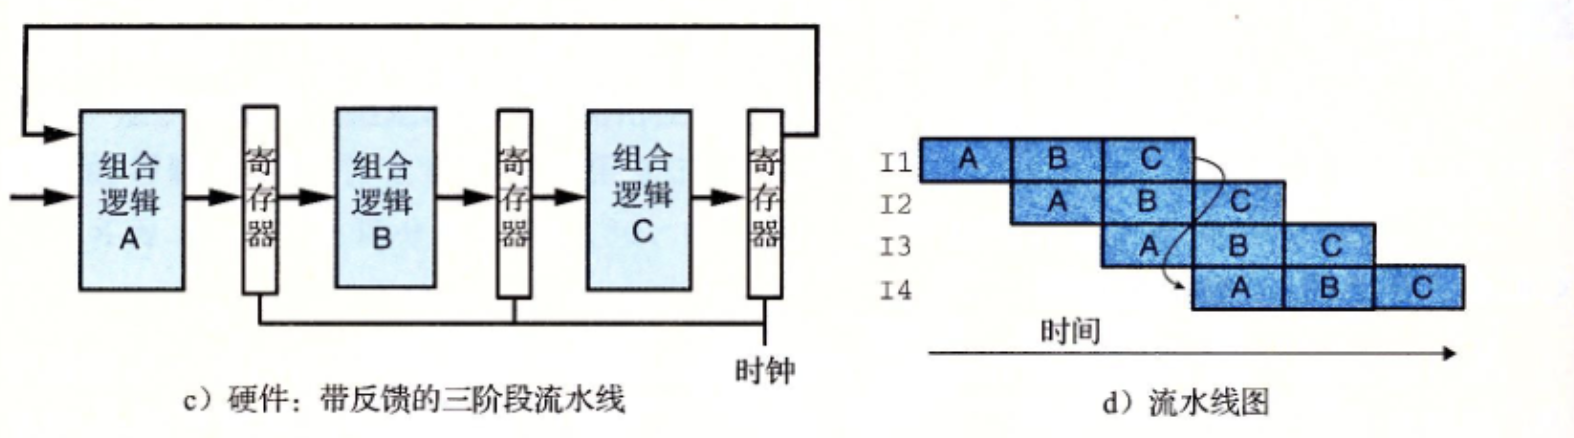 组合
逻辑
A
寄
存
器
组合
逻辑
B
寄
存
器
组合
逻辑
C
寄
存
器
时钟
c）硬件：带反馈的三阶段流水线
I1 A B C
I2 A B C
I3 A B C
I4 A B C
时间
d）流水线图